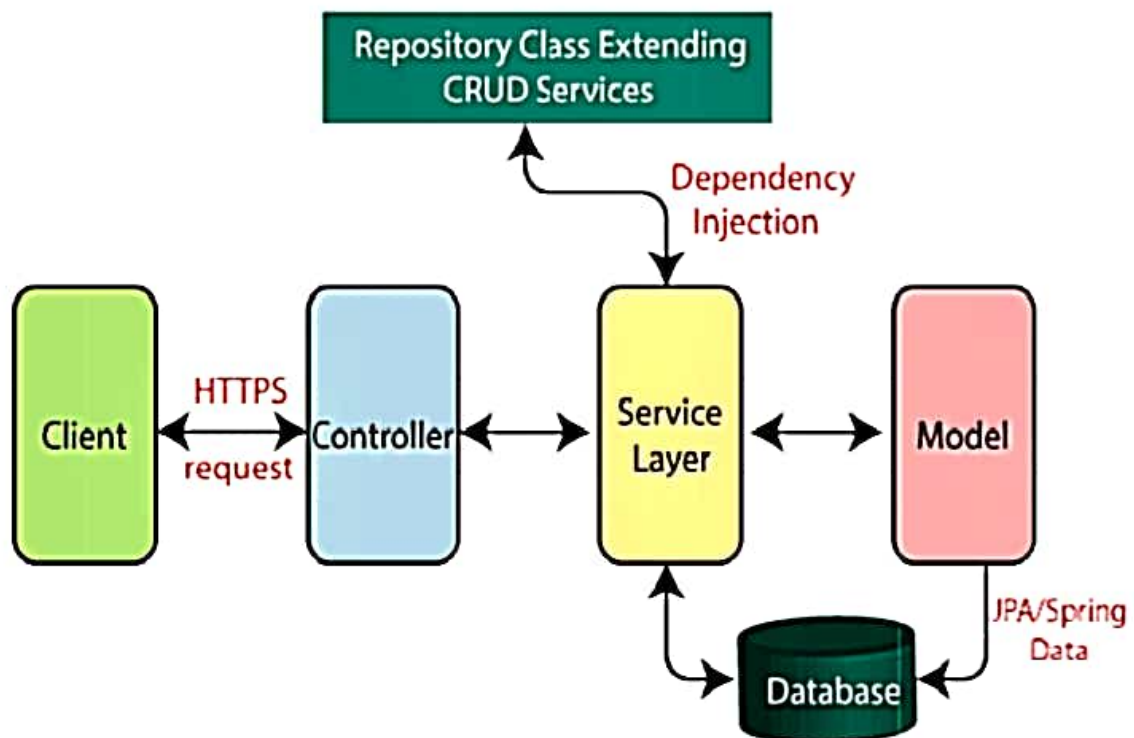 Repository Class Extending
CRUD Services
Dependency
Injection
Client
HTTPS
request
Controller
Service
Layer
Model
JPA/Spring
Data
Database